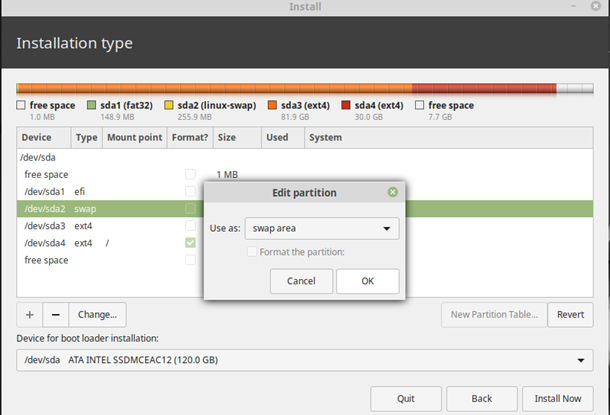 Install
Installation type
free space sda1 (fat32) sda2 (linux-swap) sda3 (ext4) sda4 (ext4) free space
1.0 MB 148.9 MB 255.9 MB 81.9 GB 30.0 GB 7.7 GB
Device Type Mount point Format? Size Used System
/dev/sda
free space 1 MB
/dev/sda1 efi
/dev/sda2 swap
/dev/sda3 ext4
/dev/sda4 ext4 /
free space
Edit partition
Use as: swap area
Format the partition:
Cancel OK
+ − Change... New Partition Table... Revert
Device for boot loader installation:
/dev/sda ATA INTEL SSDMCEAC12 (120.0 GB)
Quit Back Install Now